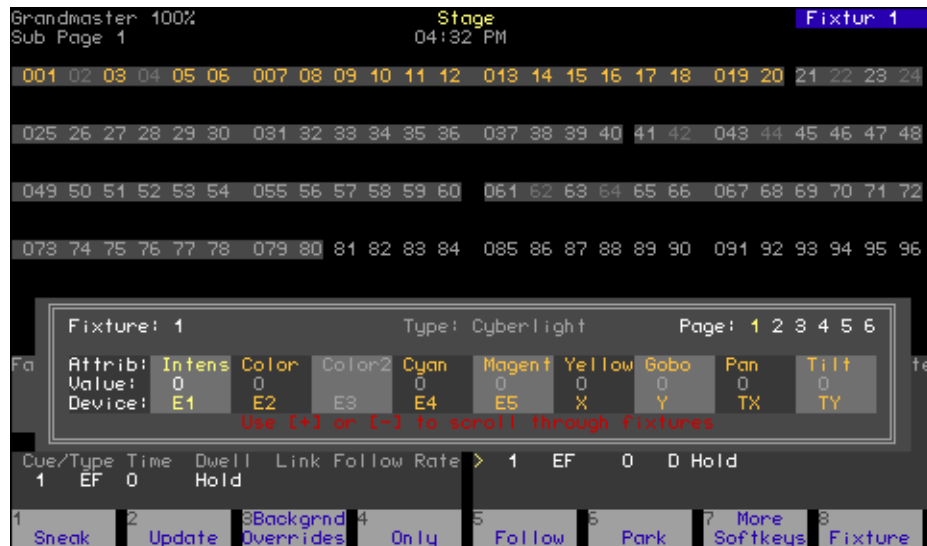 Grandmaster 100% Stage Fixtur 1
Sub Page 1 04:32 PM
001 02 03 04 05 06 007 08 09 10 11 12 013 14 15 16 17 18 019 20 21 22 23 24
025 26 27 28 29 30 031 32 33 34 35 36 037 38 39 40 41 42 043 44 45 46 47 48
049 50 51 52 53 54 055 56 57 58 59 60 061 62 63 64 65 66 067 68 69 70 71 72
073 74 75 76 77 78 079 80 81 82 83 84 085 86 87 88 89 90 091 92 93 94 95 96
Fixture: 1 Type: Cyberlight Page: 1 2 3 4 5 6
Fa Attrib: Intens Color Color2 Cyan Magent Yellow Gobo Pan Tilt te
Value: 0 0 0 0 0 0 0 0
Device: E1 E2 E3 E4 E5 X Y TX TY
Use [+] or [-] to scroll through fixtures
Cue/Type Time Dwell Link Follow Rate > 1 EF 0 D Hold
1 EF 0 Hold
1 2 3Backgrnd 4 5 6 7 More 8
Sneak Update Overrides Only Follow Park Softkeys Fixture